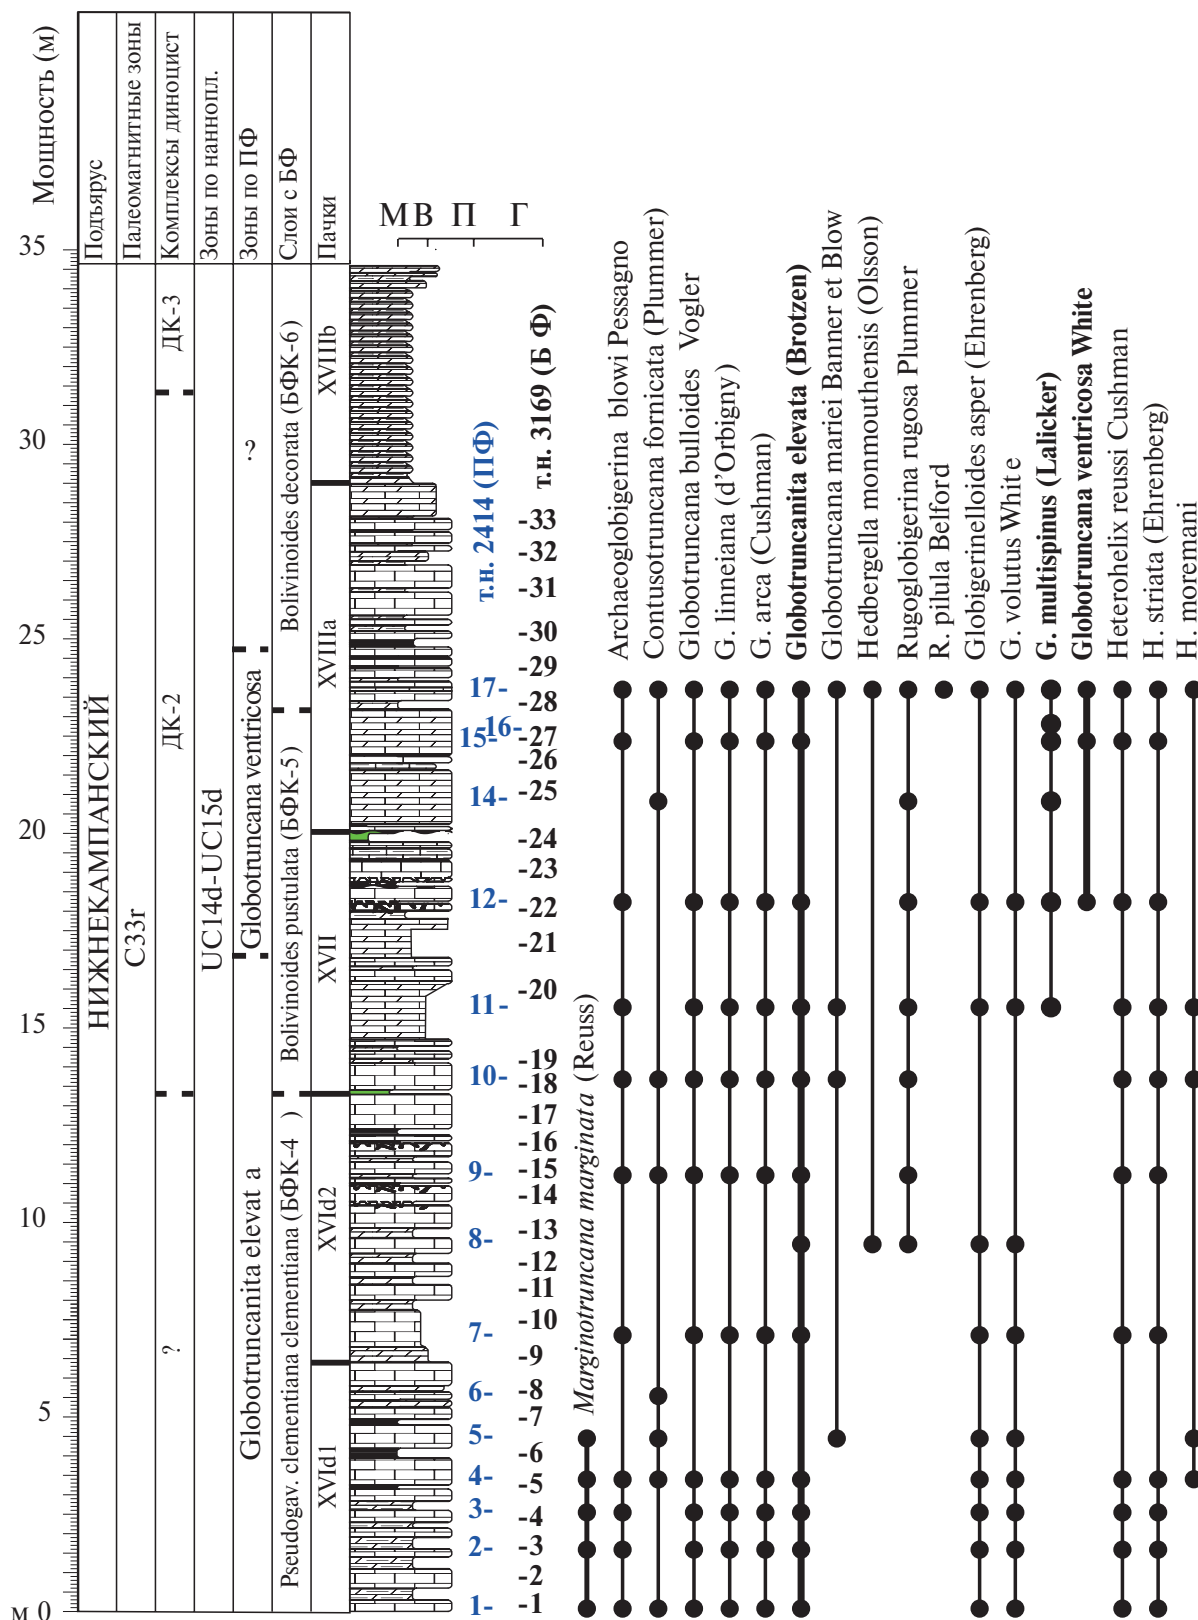 Мощность (м)
35
30
25
20
15
10
5
м 0
Подъярус
НИЖНЕКАМПАНСКИЙ
Палеомагнитные зоны
C33r
Комплексы диноцист
ДК-3
ДК-2
?
Зоны по наннопл.
UC14d-UC15d
Зоны по ПФ
?
Globotruncana ventricosa
Globotruncanita elevat a
Слои с БФ
Bolivinoides decorata (БФК-6)
Bolivinoides pustulata (БФК-5)
Pseudogav. clementiana clementiana (БФК-4 )
Пачки
XVIIIb
XVIIIa
XVII
XVId2
XVId1
М В П Г
т.н. 2414 (ПФ)
17-
16-
15-
14-
12-
11-
10-
9-
8-
7-
6-
5-
4-
3-
2-
1-
т.н. 3169 (Б Ф)
-33
-32
-31
-30
-29
-28
-27
-26
-25
-24
-23
-22
-21
-20
-19
-18
-17
-16
-15
-14
-13
-12
-11
-10
-9
-8
-7
-6
-5
-4
-3
-2
-1
Marginotruncana marginata (Reuss)
Archaeoglobigerina blowi Pessagno
Contusotruncana fornicata (Plummer)
Globotruncana bulloides Vogler
G. linneiana (d'Orbigny)
G. arca (Cushman)
Globotruncanita elevata (Brotzen)
Globotruncana mariei Banner et Blow
Hedbergella monmouthensis (Olsson)
Rugoglobigerina rugosa Plummer
R. pilula Belford
Globigerinelloides asper (Ehrenberg)
G. volutus White
G. multispinus (Lalicker)
Globotruncana ventricosa White
Heterohelix reussi Cushman
H. striata (Ehrenberg)
H. moremani